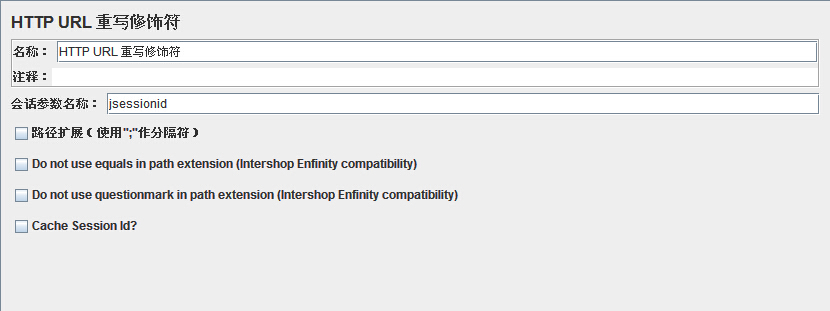 HTTP URL 重写修饰符
名称： HTTP URL 重写修饰符
注释：
会话参数名称： jsessionid
路径扩展（使用";"作分隔符）
Do not use equals in path extension (Intershop Enfinity compatibility)
Do not use questionmark in path extension (Intershop Enfinity compatibility)
Cache Session Id?